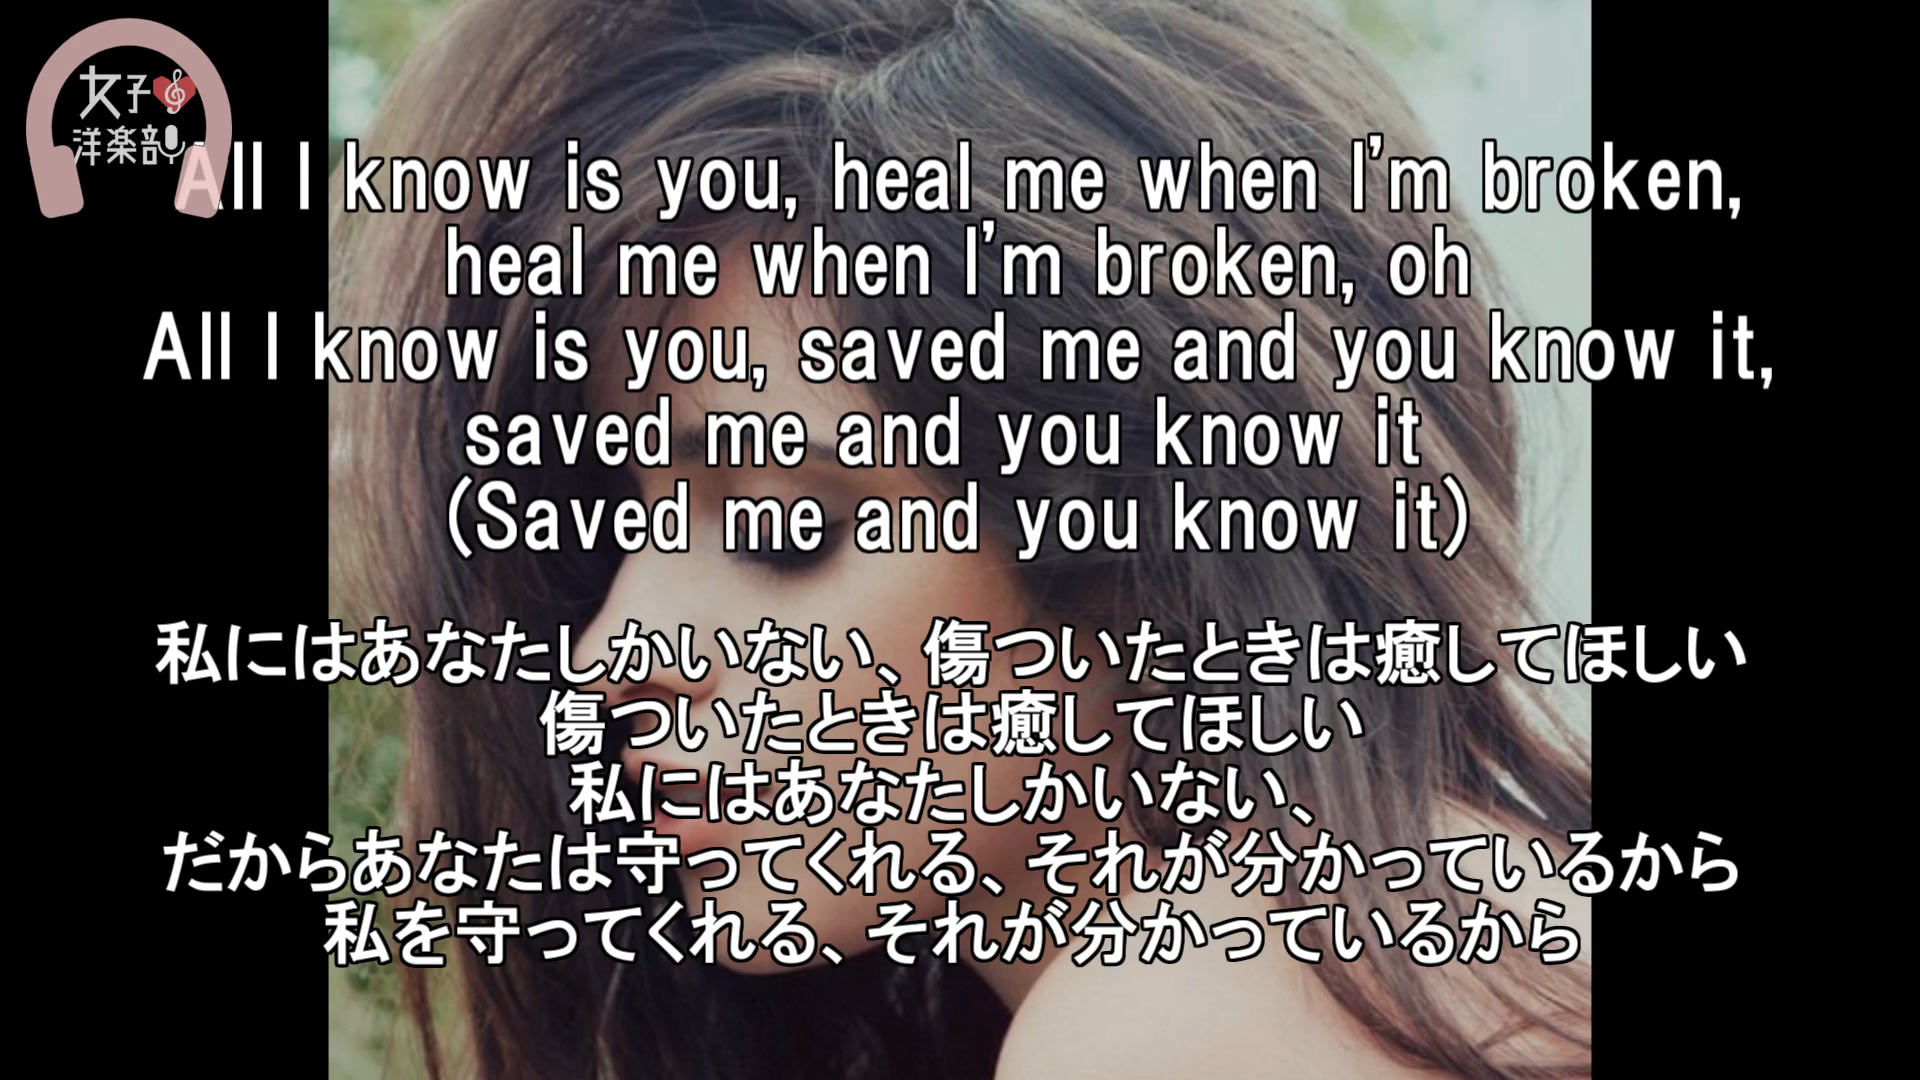 女子
洋楽部
All I know is you, heal me when I'm broken,
heal me when I'm broken, oh
All I know is you, saved me and you know it,
saved me and you know it
(Saved me and you know it)
私にはあなたしかいない、傷ついたときは癒してほしい
傷ついたときは癒してほしい
私にはあなたしかいない、
だからあなたは守ってくれる、それが分かっているから
私を守ってくれる、それが分かっているから